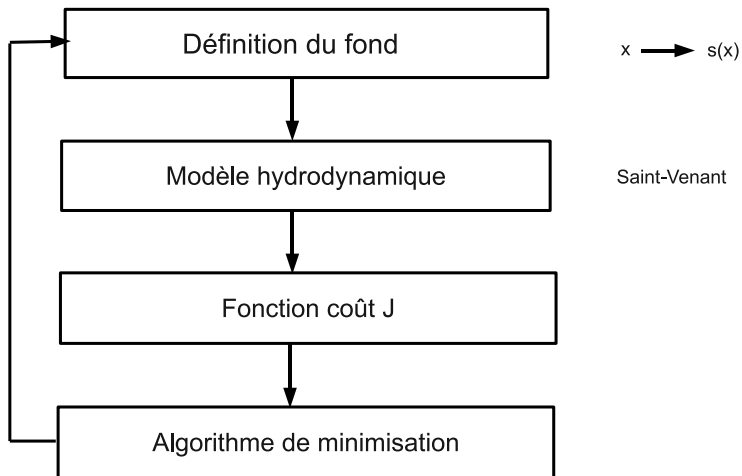 Définition du fond
x s(x)
Modèle hydrodynamique
Saint-Venant
Fonction coût J
Algorithme de minimisation